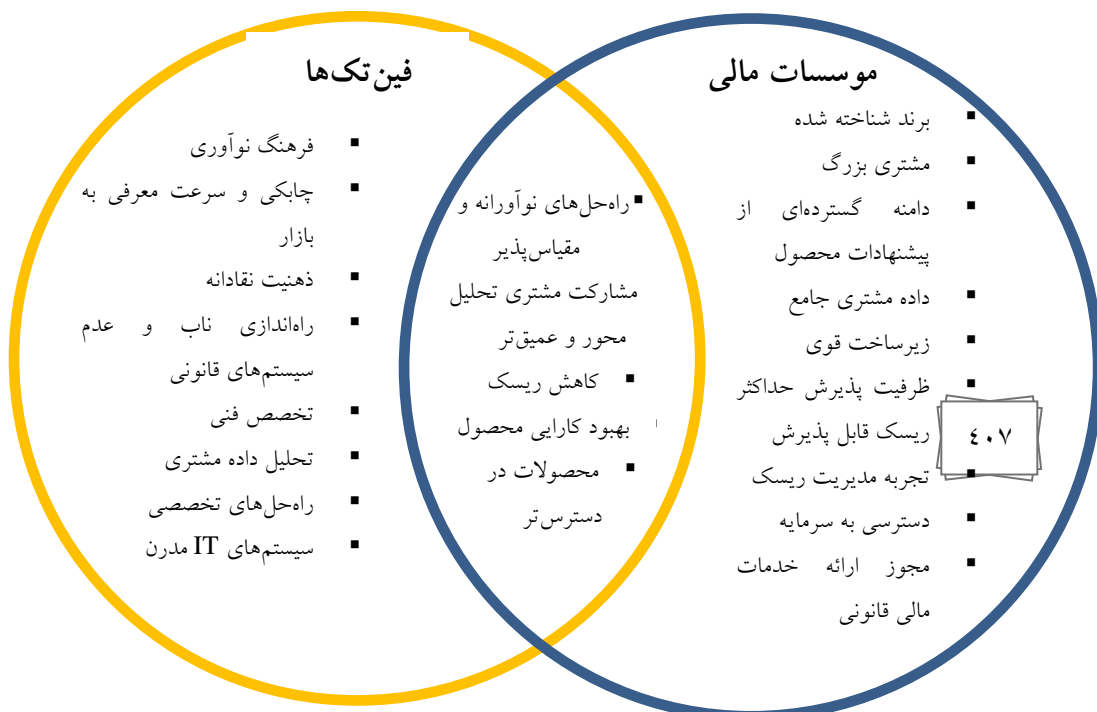 موسسات مالی
▪ برند شناخته شده
▪ مشتری بزرگ
▪ دامنه گسترده‌ای از
پیشنهادات محصول
▪ داده مشتری جامع
▪ زیرساخت قوی
▪ ظرفیت پذیرش حداکثر
ریسک قابل پذیرش
▪ تجربه مدیریت ریسک
▪ دسترسی به سرمایه
▪ مجوز ارائه خدمات
مالی قانونی
٤٠٧
▪ راه‌حل‌های نوآورانه و
مقیاس‌پذیر
مشارکت مشتری تحلیل
محور و عمیق‌تر
▪ کاهش ریسک
▪ بهبود کارایی محصول
▪ محصولات در
دسترس‌تر
فین‌تک‌ها
▪ فرهنگ نوآوری
▪ چابکی و سرعت معرفی به
بازار
▪ ذهنیت نقادانه
▪ راه‌اندازی ناب و عدم
سیستم‌های قانونی
▪ تخصص فنی
▪ تحلیل داده مشتری
▪ راه‌حل‌های تخصصی
▪ سیستم‌های IT مدرن